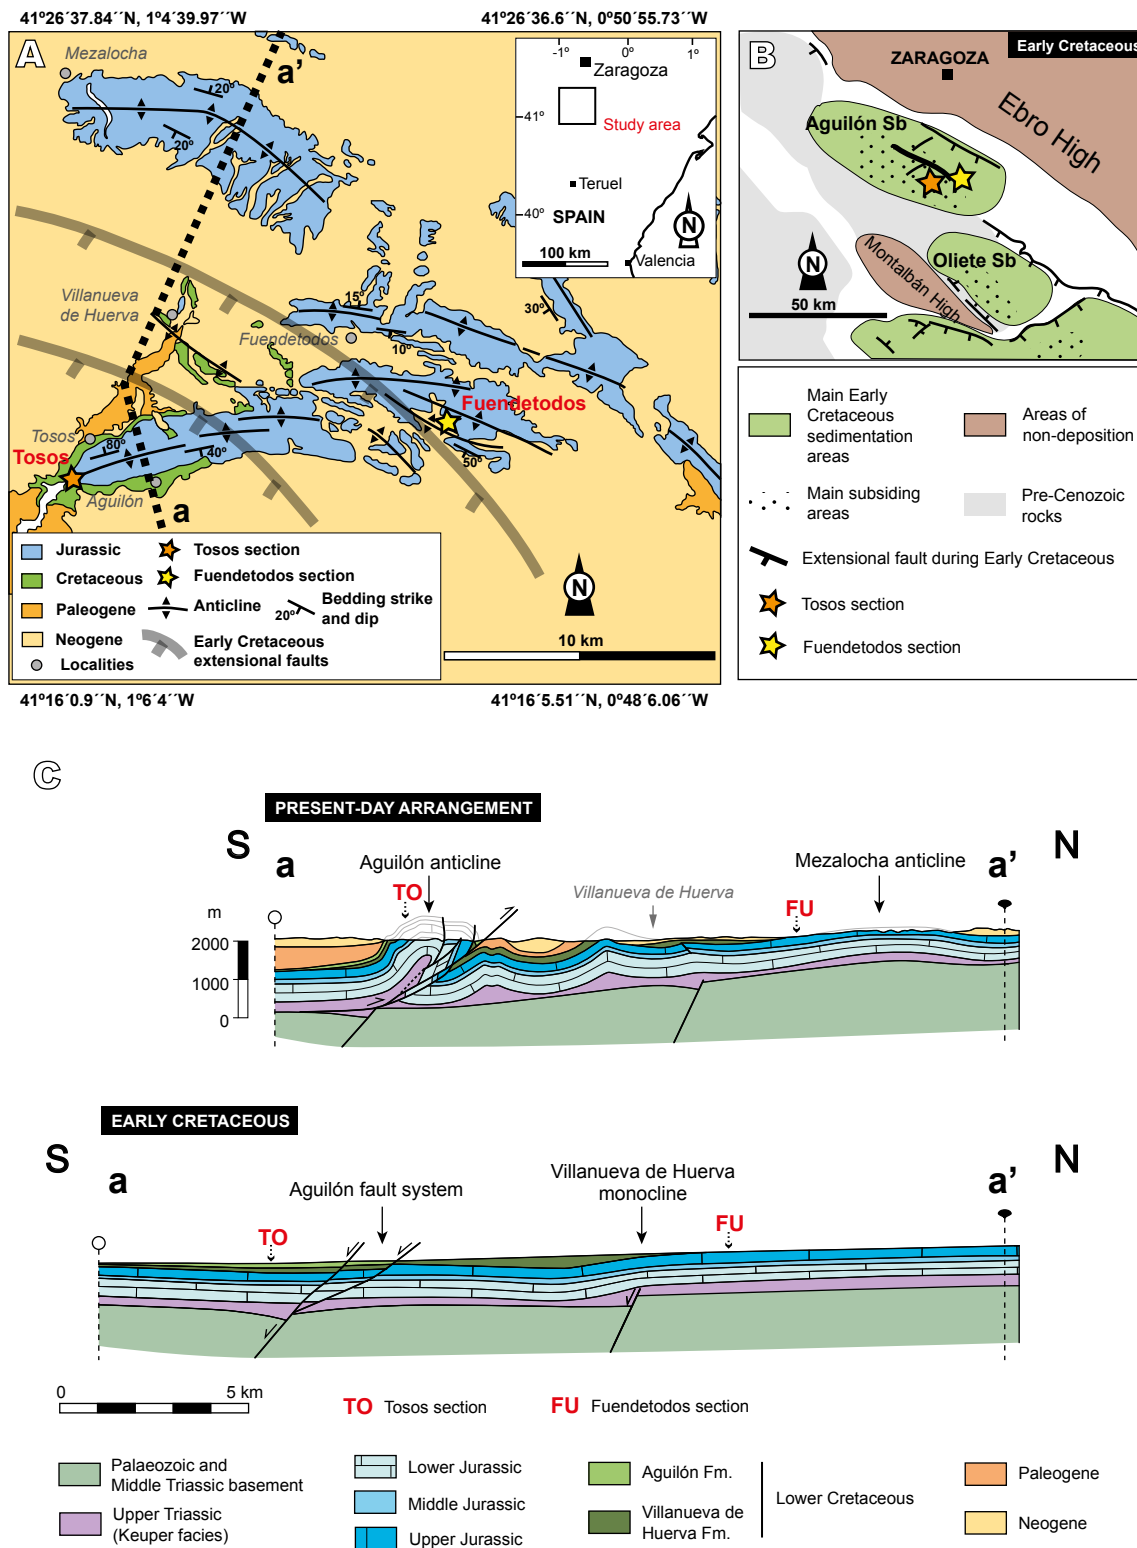 41º26´37.84´´N, 1º4´39.97´´W
41º26´36.6´´N, 0º50´55.73´´W
A
Mezalocha
a’
20º
20º
-1º
0º
1º
Zaragoza
41º
Study area
Teruel
40º
SPAIN
N
100 km
Valencia
Villanueva
de Huerva
15º
30º
Fuendetodos
10º
Fuendetodos
Tosos
80º
40º
50º
Tosos
Aguilón
a
N
10 km
Jurassic
Cretaceous
Paleogene
Neogene
Localities
Tosos section
Fuendetodos section
Anticline
20º
Bedding strike
and dip
Early Cretaceous
extensional faults
41º16´0.9´´N, 1º6´4´´W
41º16´5.51´´N, 0º48´6.06´´W
B
Early Cretaceous
ZARAGOZA
Ebro High
Aguilón Sb
Oliete Sb
Montalbán High
N
50 km
Main Early
Cretaceous
sedimentation
areas
Areas of
non-deposition
Main subsiding
areas
Pre-Cenozoic
rocks
Extensional fault during Early Cretaceous
Tosos section
Fuendetodos section
C
PRESENT-DAY ARRANGEMENT
S
N
a
a’
Aguilón anticline
Mezalocha anticline
TO
Villanueva de Huerva
FU
m
2000
1000
0
EARLY CRETACEOUS
S
N
a
a’
Aguilón fault system
Villanueva de Huerva
monocline
TO
FU
0
5 km
TO Tosos section
FU Fuendetodos section
Palaeozoic and
Middle Triassic basement
Upper Triassic
(Keuper facies)
Lower Jurassic
Middle Jurassic
Upper Jurassic
Aguilón Fm.
Villanueva de
Huerva Fm.
Lower Cretaceous
Paleogene
Neogene